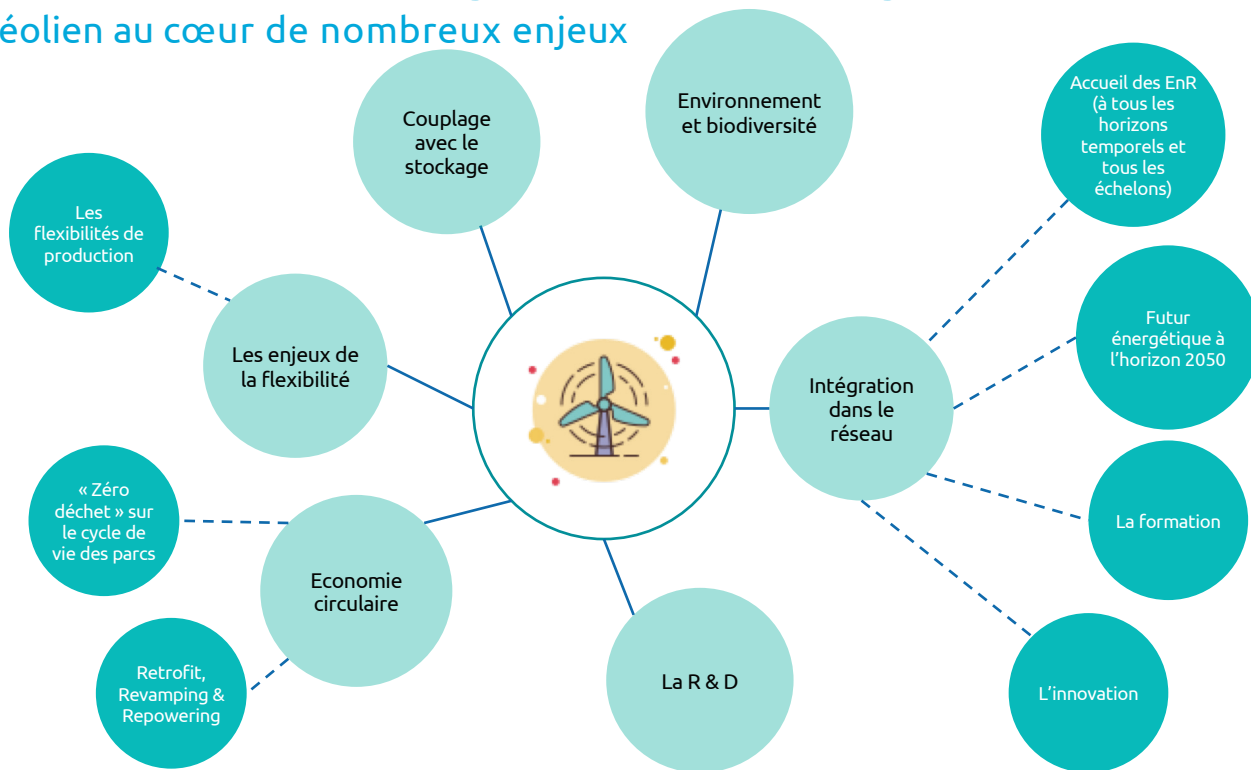 éolien au cœur de nombreux enjeux
Couplage
avec le
stockage
Environnement
et biodiversité
Accueil des EnR
(à tous les
horizons
temporels et
tous les
échelons)
Les
flexibilités de
production
Les enjeux de
la flexibilité
Intégration
dans le
réseau
Futur
énergétique à
l’horizon 2050
« Zéro
déchet » sur
le cycle de
vie des parcs
Economie
circulaire
La formation
Retrofit,
Revamping &
Repowering
La R & D
L’innovation